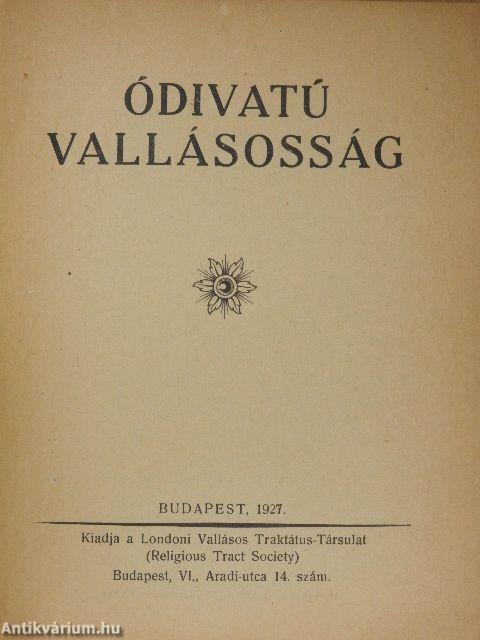 ÓDIVATÚ
VALLÁSOSSÁG
BUDAPEST, 1927.
Kiadja a Londoni Vallásos Traktátus-Társulat
(Religious Tract Society)
Budapest, VI., Aradi-utca 14. szám.
Antikvárium.hu